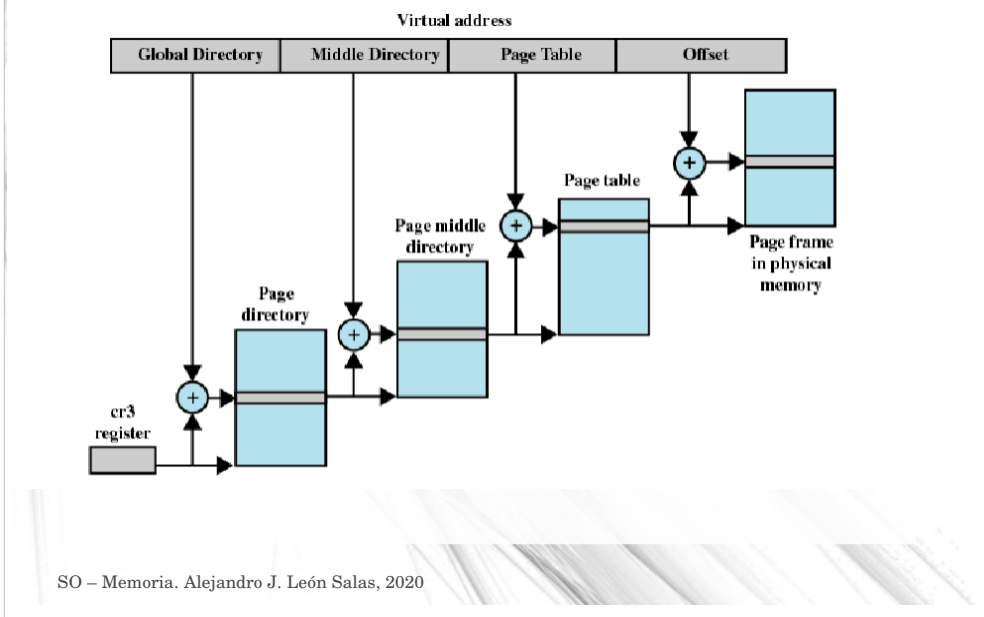 Virtual address
Global Directory
Middle Directory
Page Table
Offset
+
Page table
+
Page middle
directory
Page frame
in physical
memory
Page
directory
+
+
cr3
register
SO – Memoria. Alejandro J. León Salas, 2020